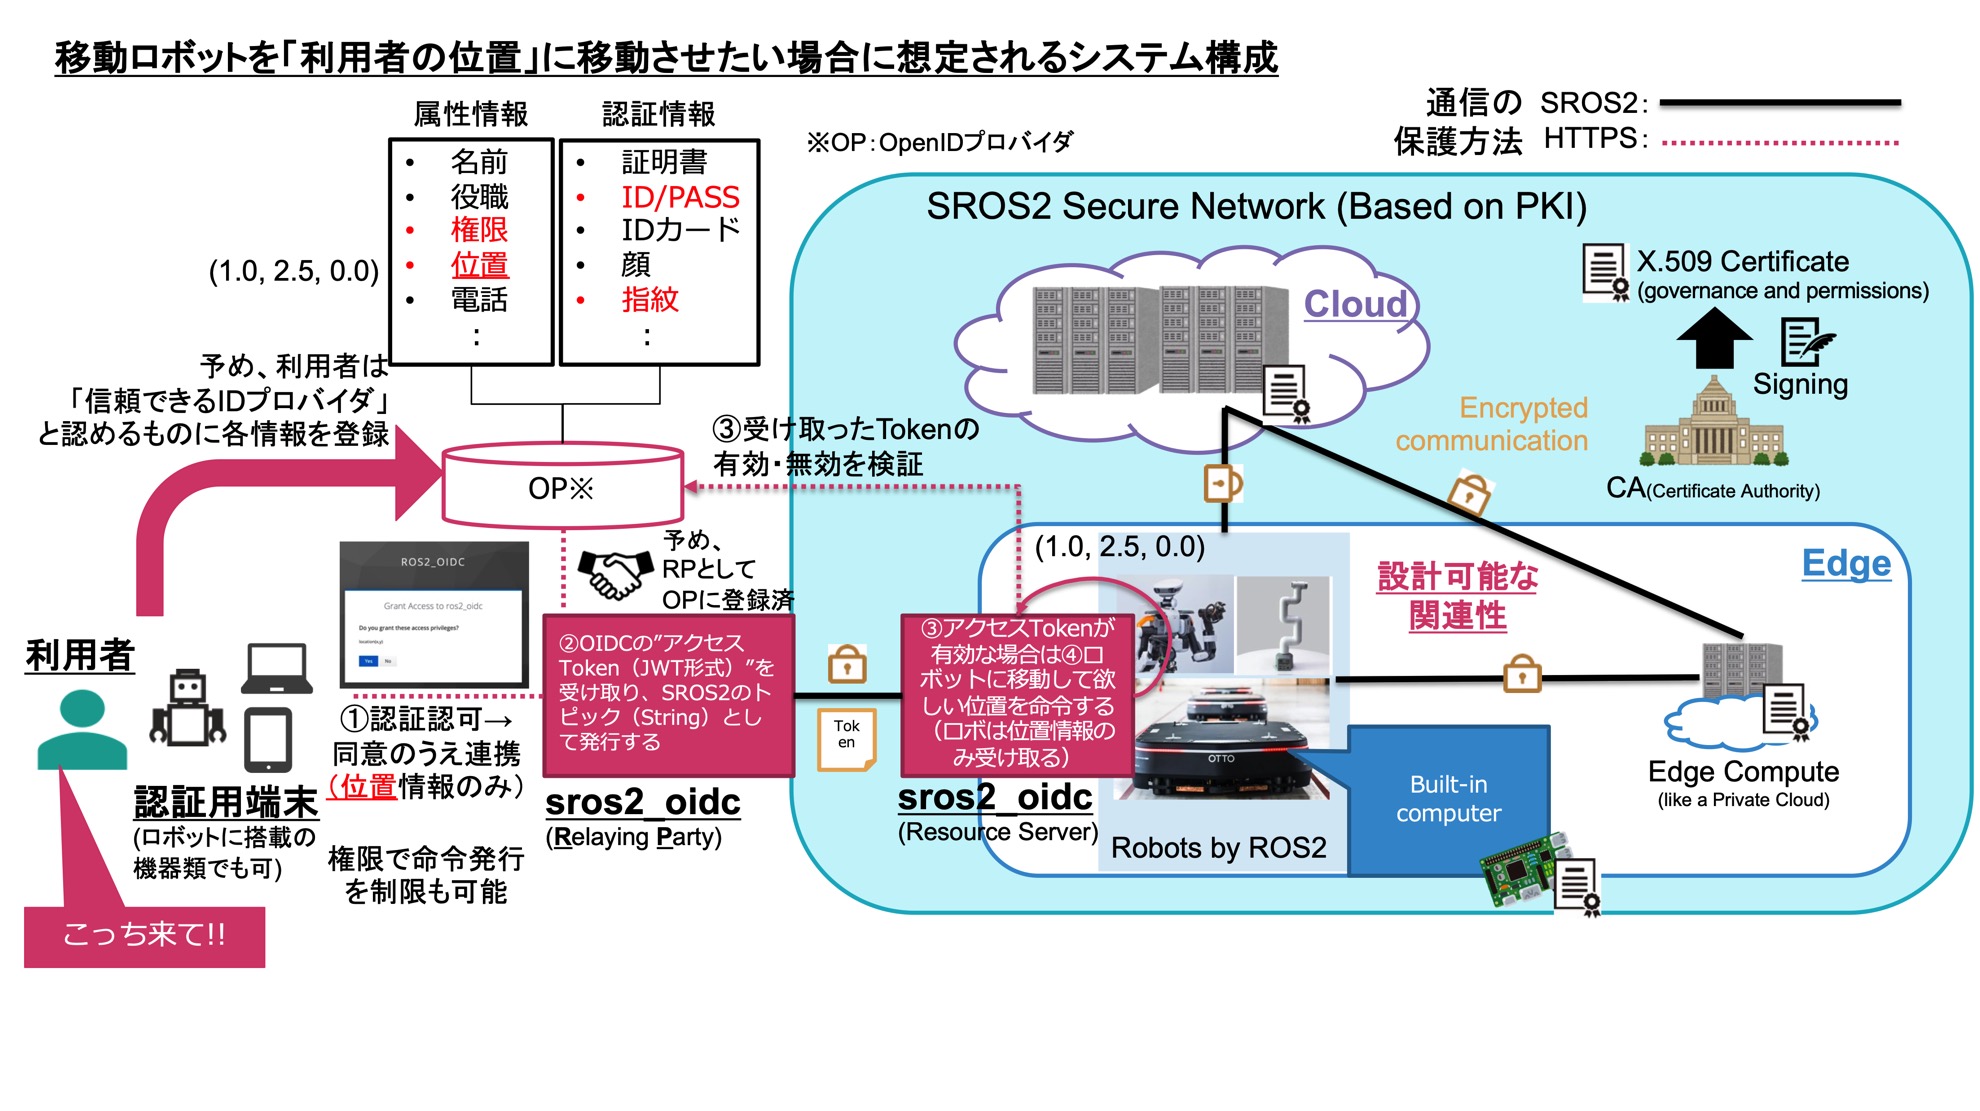 移動ロボットを「利用者の位置」に移動させたい場合に想定されるシステム構成
通信の
保護方法
SROS2:
HTTPS:
属性情報
認証情報
※OP:OpenIDプロバイダ
• 名前
• 役職
• 権限
• 位置
• 電話
:
• 証明書
• ID/PASS
• IDカード
• 顔
• 指紋
:
(1.0, 2.5, 0.0)
予め、利用者は
「信頼できるIDプロバイダ」
と認めるものに各情報を登録
OP※
③受け取ったTokenの
有効・無効を検証
予め、
RPとして
OPに登録済
ROS2_OIDC
Grant Access to ros2_oidc
Do you grant these access privileges?
location(x,y)
Yes
No
利用者
こっち来て!!
認証用端末
(ロボットに搭載の
機器類でも可)
①認証認可→
同意のうえ連携
(位置情報のみ)
権限で命令発行
を制限も可能
②OIDCの”アクセス
Token（JWT形式）”を
受け取り、SROS2のト
ピック（String）とし
て発行する
sros2_oidc
(Relaying Party)
Tok
en
③アクセスTokenが
有効な場合は④ロ
ボットに移動して欲
しい位置を命令する
（ロボは位置情報の
み受け取る）
sros2_oidc
(Resource Server)
SROS2 Secure Network (Based on PKI)
Cloud
X.509 Certificate
(governance and permissions)
Signing
CA(Certificate Authority)
Encrypted
communication
Edge
(1.0, 2.5, 0.0)
設計可能な
関連性
OTTO
Robots by ROS2
Built-in
computer
Edge Compute
(like a Private Cloud)